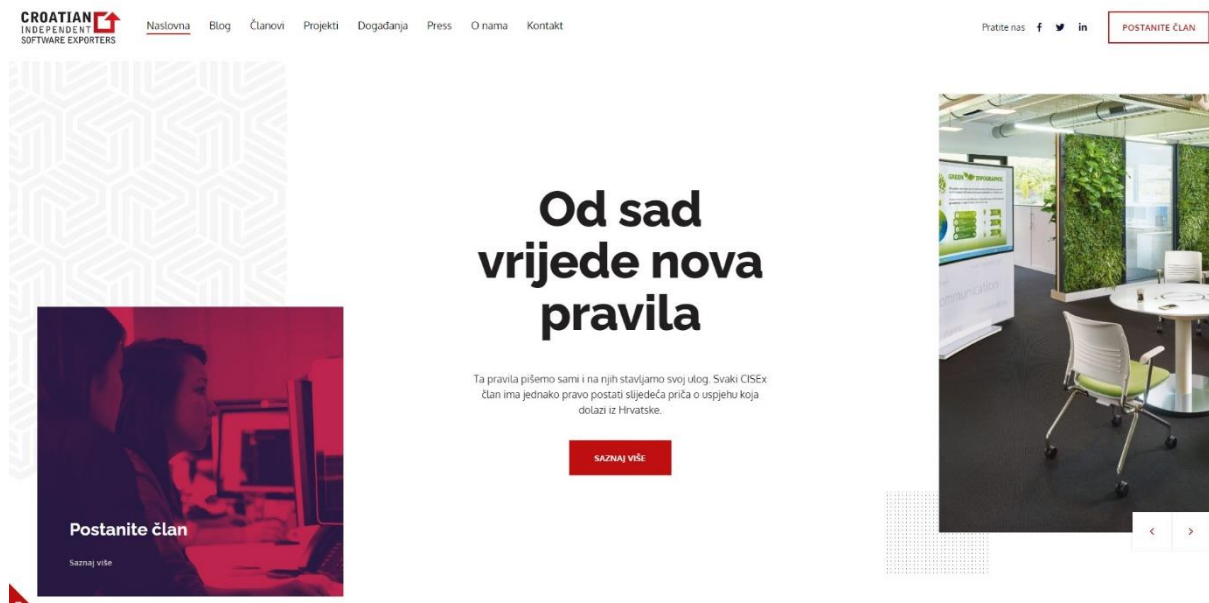 CROATIAN
INDEPENDENT
SOFTWARE EXPORTERS
Naslovna Blog Članovi Projekti Događanja Press O nama Kontakt
Pratite nas
POSTANITE ČLAN
Od sad
vrijede nova
pravila
Ta pravila pišemo sami i na njih stavljamo svoj ulog. Svaki CISEx
član ima jednako pravo postati slijedeća priča o uspjehu koja
dolazi iz Hrvatske.
SAZNAJ VIŠE
Postanite član
Saznaj više
GREEN TYPOGRAPHICS